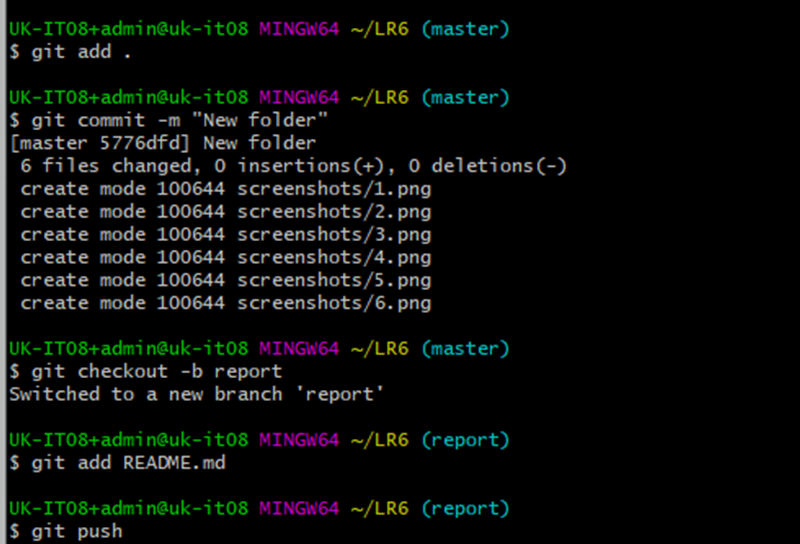 UK-IT08+admin@uk-it08 MINGW64 ~/LR6 (master)
$ git add .
UK-IT08+admin@uk-it08 MINGW64 ~/LR6 (master)
$ git commit -m "New folder"
[master 5776dfd] New folder
6 files changed, 0 insertions(+), 0 deletions(-)
create mode 100644 screenshots/1.png
create mode 100644 screenshots/2.png
create mode 100644 screenshots/3.png
create mode 100644 screenshots/4.png
create mode 100644 screenshots/5.png
create mode 100644 screenshots/6.png
UK-IT08+admin@uk-it08 MINGW64 ~/LR6 (master)
$ git checkout -b report
Switched to a new branch 'report'
UK-IT08+admin@uk-it08 MINGW64 ~/LR6 (report)
$ git add README.md
UK-IT08+admin@uk-it08 MINGW64 ~/LR6 (report)
$ git push